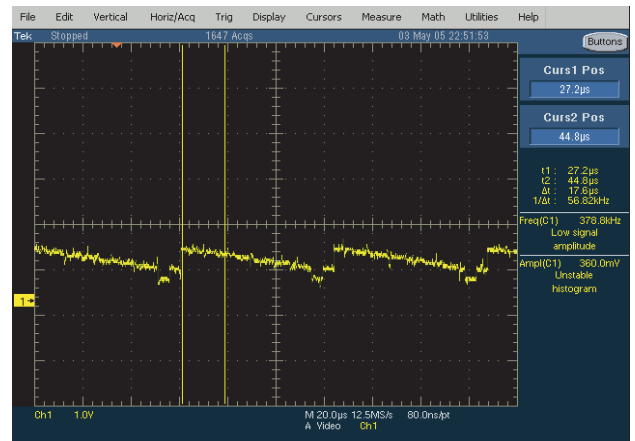 File Edit Vertical Horiz/Acq Trig Display Cursors Measure Math Utilities Help
Tek Stopped 1647 Acqs 03 May 05 22:51:53
Buttons
Curs1 Pos
27.2µs
Curs2 Pos
44.8µs
t1 : 27.2µs
t2 : 44.8µs
Δt : 17.6µs
1/Δt : 56.82kHz
Freq(C1) 378.8kHz
Low signal
amplitude
Ampl(C1) 360.0mV
Unstable
histogram
1
Ch1 1.0V M 20.0µs 12.5MS/s 80.0ns/pt
A Video Ch1